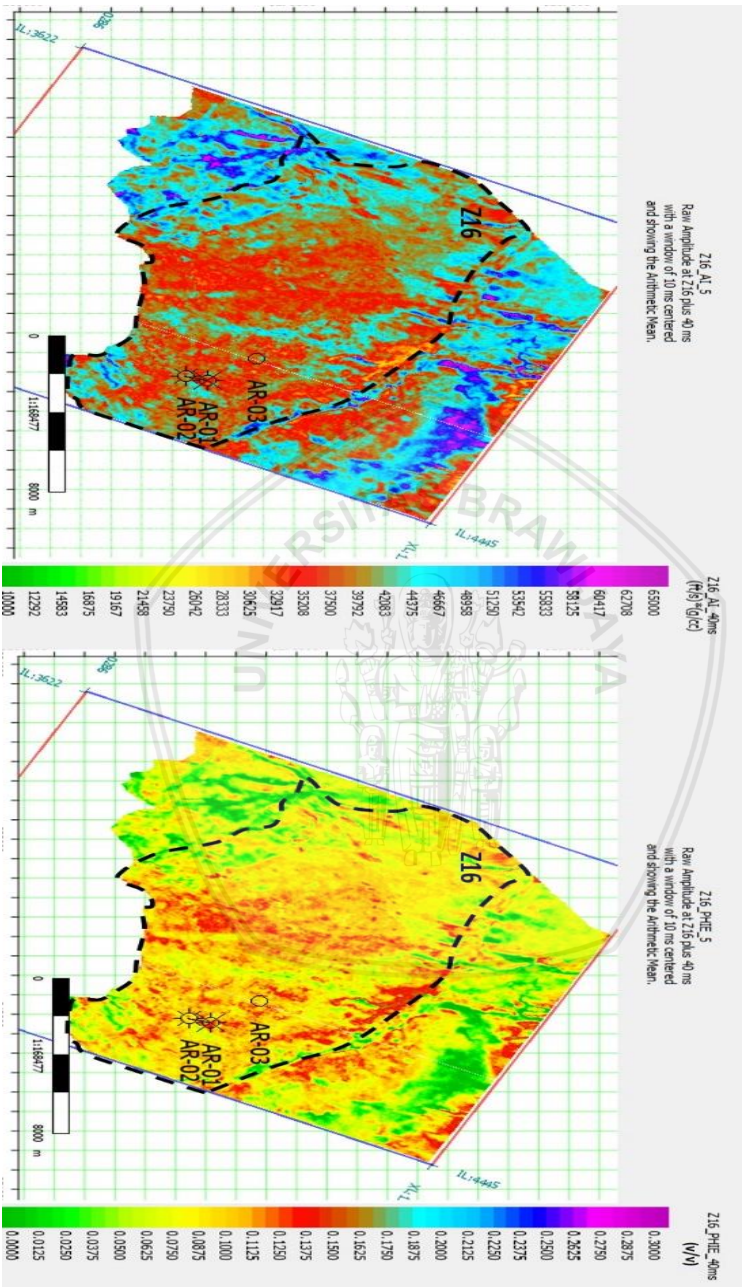 Z16_AI_5
Raw Amplitude at Z16 plus 40 ms
with a window of 10 ms centered
and showing the Arithmetic Mean.
IL:3622
Z16
AR-03
AR-01
AR-02
0
1:168477
8000 m
XL:1
IL:4445
Z16_AI_40ms
(ft/s)*(g/cc)
65000
62708
60417
58125
55833
53542
51250
48958
46667
44375
42083
39792
37500
35208
32917
30625
28333
26042
23750
21458
19167
16875
14583
12292
10000
Z16_PHIE_5
Raw Amplitude at Z16 plus 40 ms
with a window of 10 ms centered
and showing the Arithmetic Mean.
IL:3622
Z16
AR-03
AR-01
AR-02
0
1:168477
8000 m
XL:1
IL:4445
Z16_PHIE_40ms
(v/v)
0.3000
0.2875
0.2750
0.2625
0.2500
0.2375
0.2250
0.2125
0.2000
0.1875
0.1750
0.1625
0.1500
0.1375
0.1250
0.1125
0.1000
0.0875
0.0750
0.0625
0.0500
0.0375
0.0250
0.0125
0.0000
UNIVERSITAS BRAWIJAYA